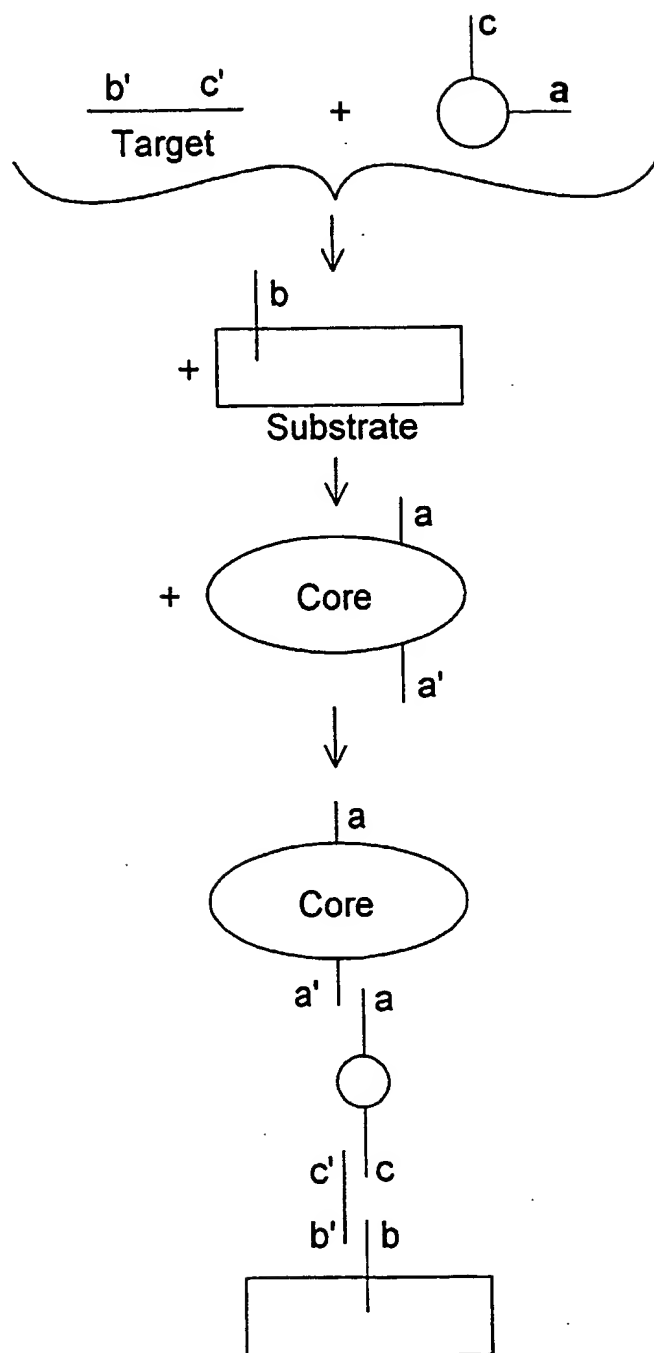 c
b' c' + a
Target
b
+
Substrate
a
+ Core
a'
a
Core
a' a
c' c
b' b